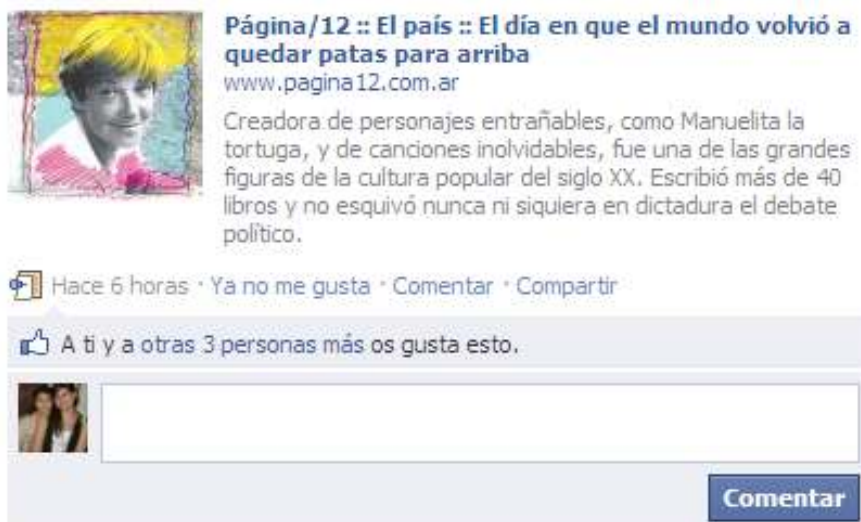 Página/12 :: El país :: El día en que el mundo volvió a
quedar patas para arriba
www.pagina12.com.ar
Creadora de personajes entrañables, como Manuelita la
tortuga, y de canciones inolvidables, fue una de las grandes
figuras de la cultura popular del siglo XX. Escribió más de 40
libros y no esquivó nunca ni siquiera en dictadura el debate
político.
Hace 6 horas · Ya no me gusta · Comentar · Compartir
A ti y a otras 3 personas más os gusta esto.
Comentar